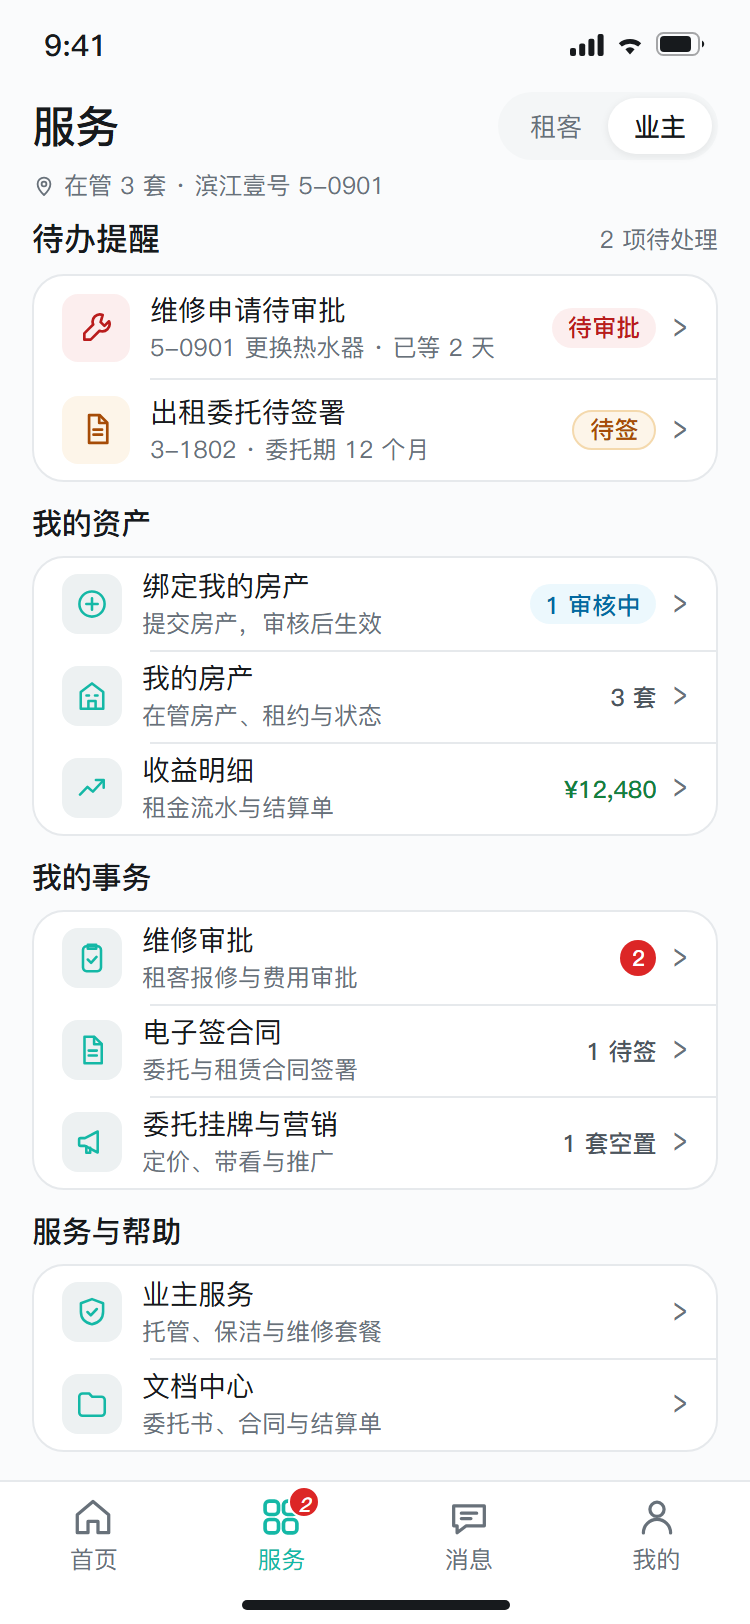 9:41
服务
租客 业主
在管 3 套 · 滨江壹号 5-0901
待办提醒
2 项待处理
维修申请待审批
5-0901 更换热水器 · 已等 2 天
待审批
出租委托待签署
3-1802 · 委托期 12 个月
待签
我的资产
绑定我的房产
提交房产，审核后生效
1 审核中
我的房产
在管房产、租约与状态
3 套
收益明细
租金流水与结算单
¥12,480
我的事务
维修审批
租客报修与费用审批
2
电子签合同
委托与租赁合同签署
1 待签
委托挂牌与营销
定价、带看与推广
1 套空置
服务与帮助
业主服务
托管、保洁与维修套餐
文档中心
委托书、合同与结算单
2
首页 服务 消息 我的